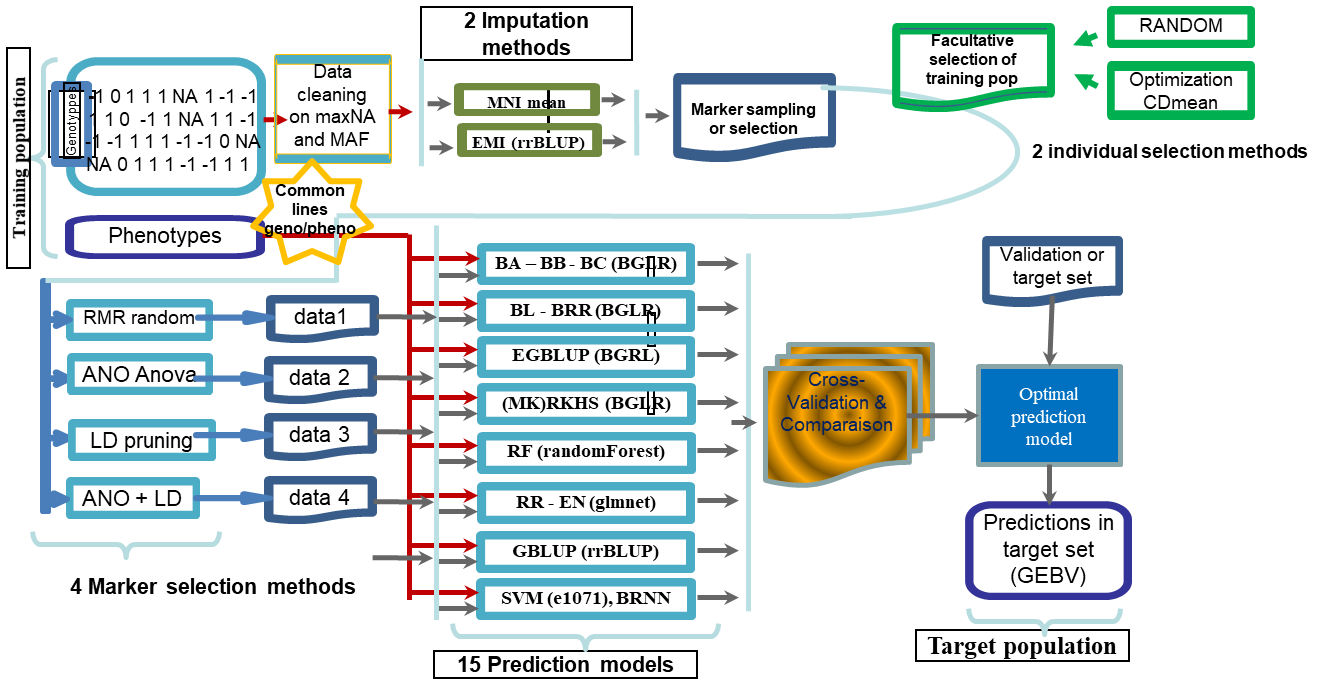 Training population
Genotyppes
-1 0 1 1 1 NA 1 -1 -1
1 1 0 -1 1 NA 1 1 -1
-1 -1 1 1 1 -1 -1 0 NA
NA 0 1 1 1 -1 -1 1 1
Data
cleaning
on maxNA
and MAF
2 Imputation
methods
MNI mean
EMI (rrBLUP)
Marker sampling
or selection
Facultative
selection of
training pop
RANDOM
Optimization
CDmean
2 individual selection methods
Common
lines
geno/pheno
Phenotypes
RMR random
data1
ANO Anova
data 2
LD pruning
data 3
ANO + LD
data 4
4 Marker selection methods
BA – BB - BC (BGLR)
BL - BRR (BGLR)
EGBLUP (BGRL)
(MK)RKHS (BGLR)
RF (randomForest)
RR - EN (glmnet)
GBLUP (rrBLUP)
SVM (e1071), BRNN
15 Prediction models
Cross-
Validation &
Comparaison
Validation or
target set
Optimal
prediction
model
Predictions in
target set
(GEBV)
Target population